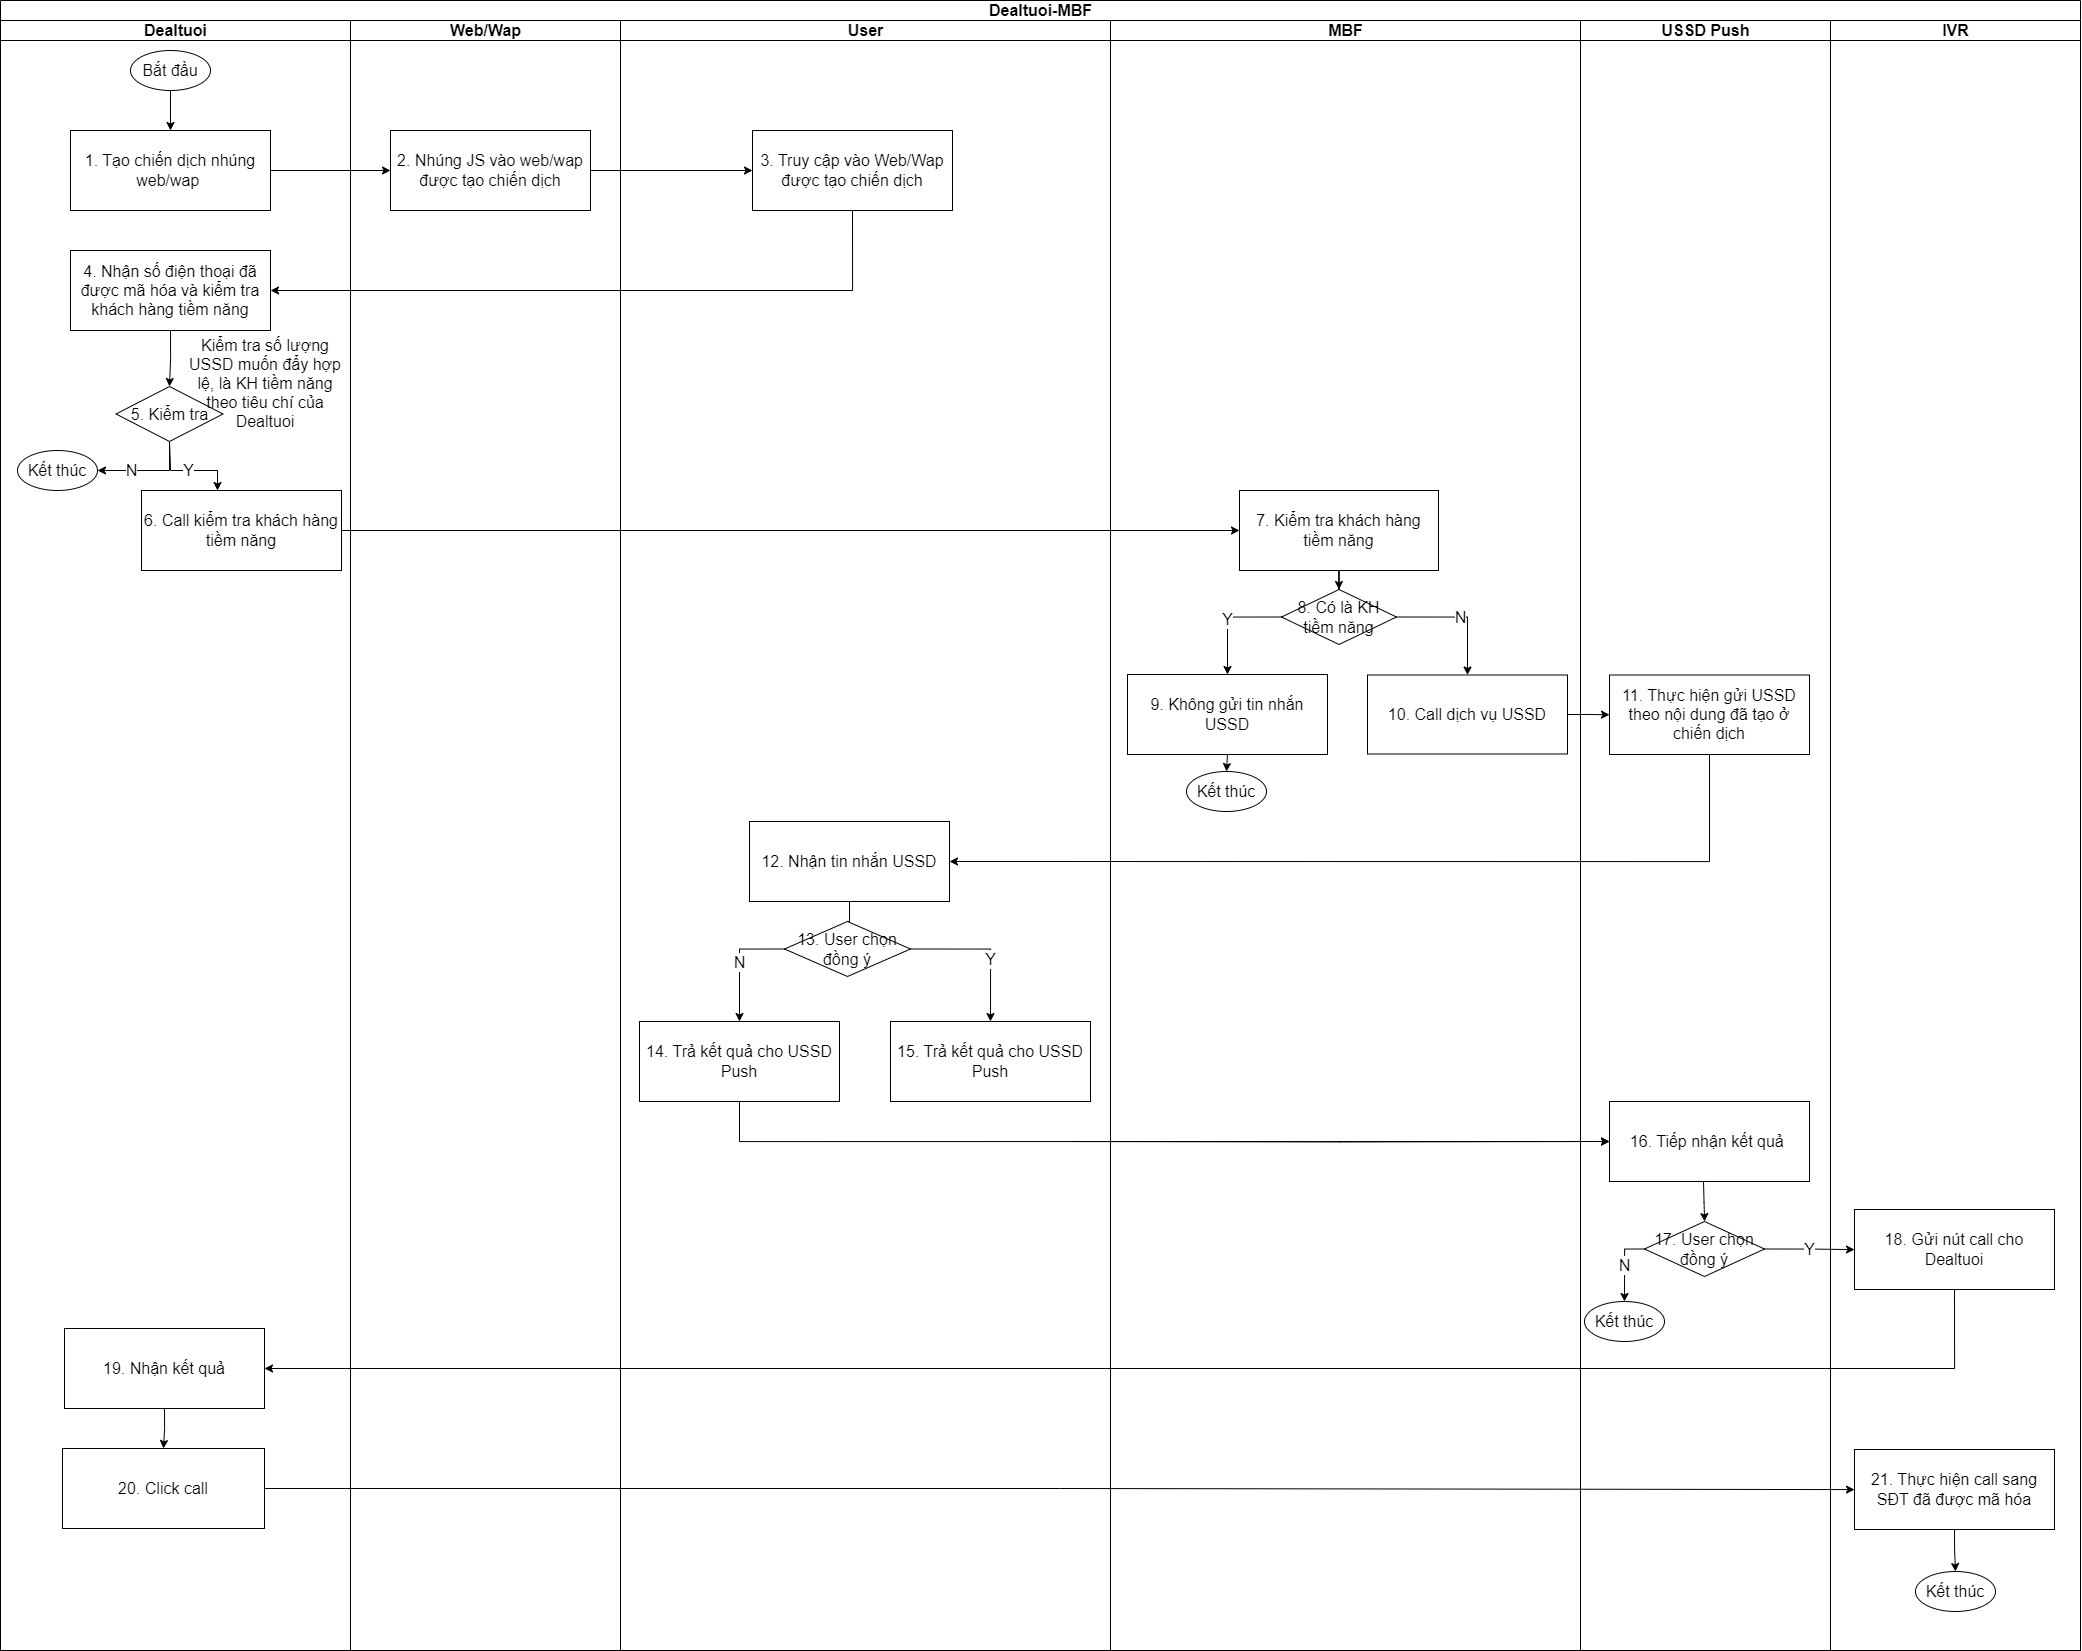 Dealtuoi-MBF
Dealtuoi
Web/Wap
User
MBF
USSD Push
IVR
Bắt đầu
1. Tạo chiến dịch nhúng
web/wap
2. Nhúng JS vào web/wap
được tạo chiến dịch
3. Truy cập vào Web/Wap
được tạo chiến dịch
4. Nhận số điện thoại đã
được mã hóa và kiểm tra
khách hàng tiềm năng
Kiểm tra số lượng
USSD muốn đẩy hợp
lệ, là KH tiềm năng
theo tiêu chí của
Dealtuoi
5. Kiểm tra
Kết thúc
N
Y
6. Call kiểm tra khách hàng
tiềm năng
7. Kiểm tra khách hàng
tiềm năng
8. Có là KH
tiềm năng
Y
N
9. Không gửi tin nhắn
USSD
10. Call dịch vụ USSD
11. Thực hiện gửi USSD
theo nội dung đã tạo ở
chiến dịch
Kết thúc
12. Nhận tin nhắn USSD
13. User chọn
đồng ý
N
Y
14. Trả kết quả cho USSD
Push
15. Trả kết quả cho USSD
Push
16. Tiếp nhận kết quả
17. User chọn
đồng ý
Y
N
18. Gửi nút call cho
Dealtuoi
Kết thúc
19. Nhận kết quả
20. Click call
21. Thực hiện call sang
SĐT đã được mã hóa
Kết thúc